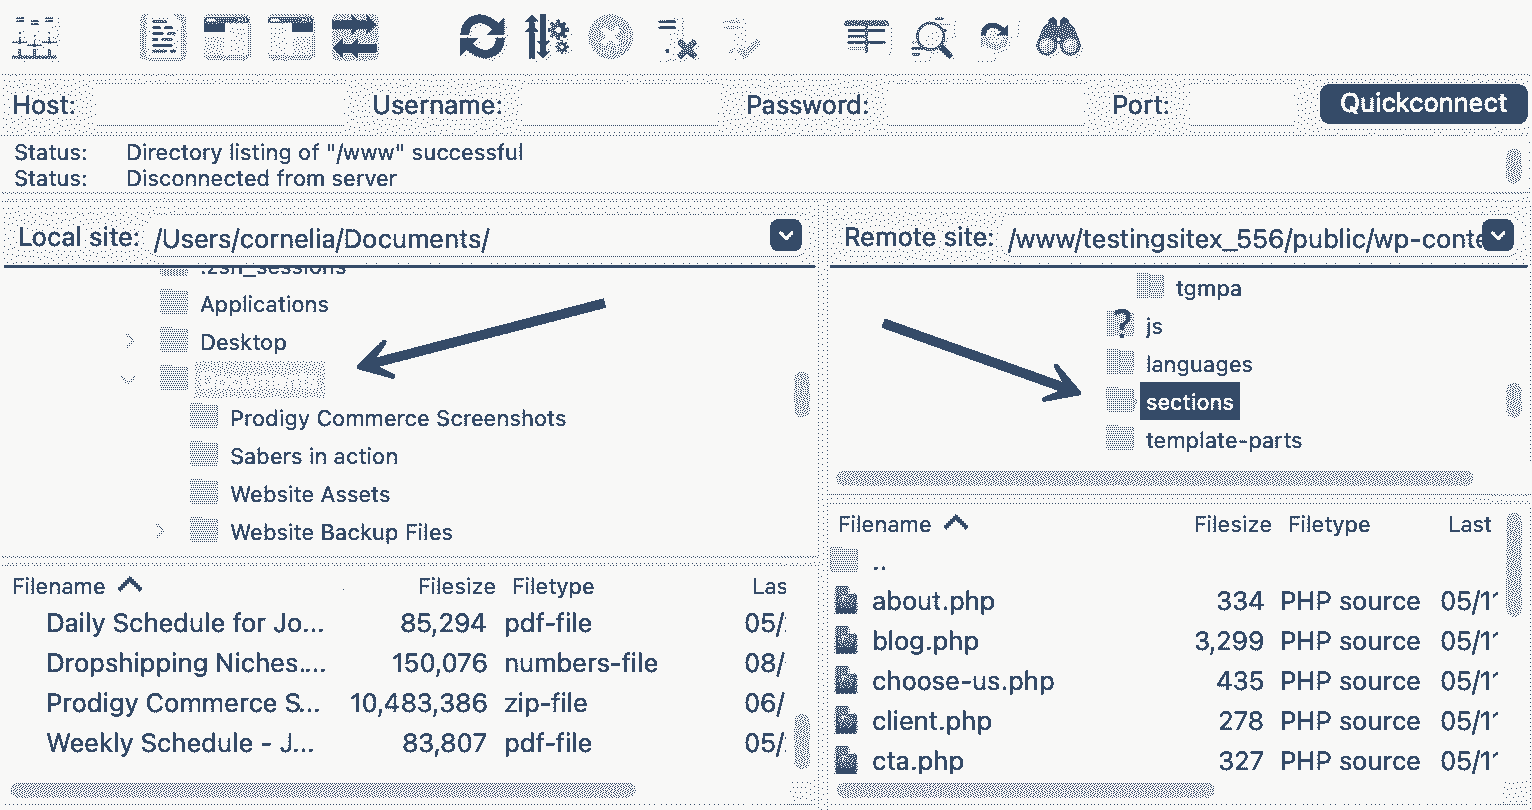 Host: Username: Password: Port: Quickconnect
Status: Directory listing of "/www" successful
Status: Disconnected from server
Local site: /Users/cornelia/Documents/
.zsh_sessions
Applications
Desktop
Documents
Prodigy Commerce Screenshots
Sabers in action
Website Assets
Website Backup Files
Filename Filesize Filetype Las
Daily Schedule for Jo... 85,294 pdf-file 05/
Dropshipping Niches.... 150,076 numbers-file 08/
Prodigy Commerce S... 10,483,386 zip-file 06/
Weekly Schedule - J... 83,807 pdf-file 05/
Remote site: /www/testingsitex_556/public/wp-conte
tgmpa
? js
languages
sections
template-parts
Filename Filesize Filetype Last
..
about.php 334 PHP source 05/1
blog.php 3,299 PHP source 05/1
choose-us.php 435 PHP source 05/1
client.php 278 PHP source 05/1
cta.php 327 PHP source 05/1